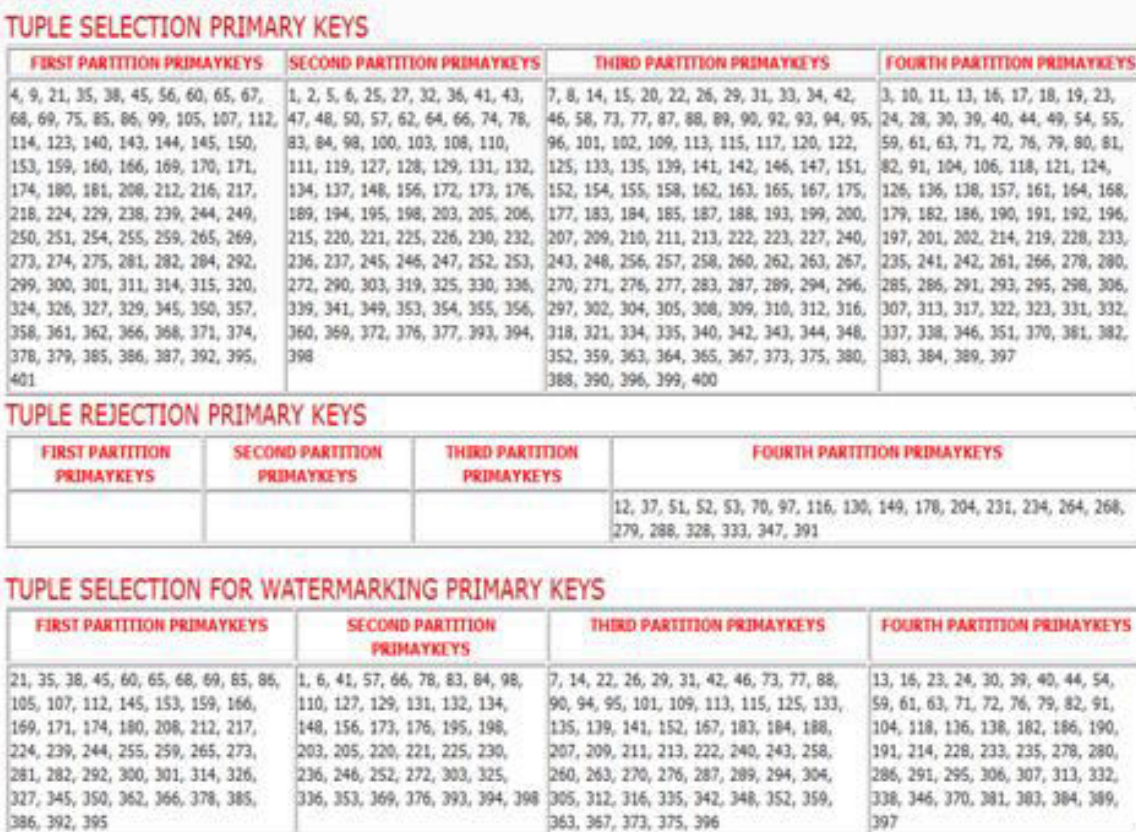 TUPLE SELECTION PRIMARY KEYS
FIRST PARTITION PRIMAYKEYS
4, 9, 21, 35, 38, 45, 56, 60, 65, 67,
68, 69, 75, 85, 86, 99, 105, 107, 112,
114, 123, 140, 143, 144, 145, 150,
153, 159, 160, 166, 169, 170, 171,
174, 180, 181, 208, 212, 216, 217,
218, 224, 229, 238, 239, 244, 249,
250, 251, 254, 255, 259, 265, 269,
273, 274, 275, 281, 282, 284, 292,
299, 300, 301, 311, 314, 315, 320,
324, 326, 327, 329, 345, 350, 357,
358, 361, 362, 366, 368, 371, 374,
378, 379, 385, 386, 387, 392, 395,
401
SECOND PARTITION PRIMAYKEYS
1, 2, 5, 6, 25, 27, 32, 36, 41, 43,
47, 48, 50, 57, 62, 64, 66, 74, 78,
83, 84, 98, 100, 103, 108, 110,
111, 119, 127, 128, 129, 131, 132,
134, 137, 148, 156, 172, 173, 176,
189, 194, 195, 198, 203, 205, 206,
215, 220, 221, 225, 226, 230, 232,
236, 237, 245, 246, 247, 252, 253,
272, 290, 303, 319, 325, 330, 336,
339, 341, 349, 353, 354, 355, 356,
360, 369, 372, 376, 377, 393, 394,
398
THIRD PARTITION PRIMAYKEYS
7, 8, 14, 15, 20, 22, 26, 29, 31, 33, 34, 42,
46, 58, 73, 77, 87, 88, 89, 90, 92, 93, 94, 95,
96, 101, 102, 109, 113, 115, 117, 120, 122,
125, 133, 135, 139, 141, 142, 146, 147, 151,
152, 154, 155, 158, 162, 163, 165, 167, 175,
177, 183, 184, 185, 187, 188, 193, 199, 200,
207, 209, 210, 211, 213, 222, 223, 227, 240,
243, 248, 256, 257, 258, 260, 262, 263, 267,
270, 271, 276, 277, 283, 287, 289, 294, 296,
297, 302, 304, 305, 308, 309, 310, 312, 316,
318, 321, 334, 335, 340, 342, 343, 344, 348,
352, 359, 363, 364, 365, 367, 373, 375, 380,
388, 390, 396, 399, 400
FOURTH PARTITION PRIMAYKEYS
3, 10, 11, 13, 16, 17, 18, 19, 23,
24, 28, 30, 39, 40, 44, 49, 54, 55,
59, 61, 63, 71, 72, 76, 79, 80, 81,
82, 91, 104, 106, 118, 121, 124,
126, 136, 138, 157, 161, 164, 168,
179, 182, 186, 190, 191, 192, 196,
197, 201, 202, 214, 219, 228, 233,
235, 241, 242, 261, 266, 278, 280,
285, 286, 291, 293, 295, 298, 306,
307, 313, 317, 322, 323, 331, 332,
337, 338, 346, 351, 370, 381, 382,
383, 384, 389, 397
TUPLE REJECTION PRIMARY KEYS
FIRST PARTITION
PRIMAYKEYS
SECOND PARTITION
PRIMAYKEYS
THIRD PARTITION
PRIMAYKEYS
FOURTH PARTITION PRIMAYKEYS
12, 37, 51, 52, 53, 70, 97, 116, 130, 149, 178, 204, 231, 234, 264, 268,
279, 288, 328, 333, 347, 391
TUPLE SELECTION FOR WATERMARKING PRIMARY KEYS
FIRST PARTITION PRIMAYKEYS
21, 35, 38, 45, 60, 65, 68, 69, 85, 86,
105, 107, 112, 145, 153, 159, 166,
169, 171, 174, 180, 208, 212, 217,
224, 239, 244, 255, 259, 265, 273,
281, 282, 292, 300, 301, 314, 326,
327, 345, 350, 362, 366, 378, 385,
386, 392, 395
SECOND PARTITION
PRIMAYKEYS
1, 6, 41, 57, 66, 78, 83, 84, 98,
110, 127, 129, 131, 132, 134,
148, 156, 173, 176, 195, 198,
203, 205, 220, 221, 225, 230,
236, 246, 252, 272, 303, 325,
336, 353, 369, 376, 393, 394, 398
THIRD PARTITION PRIMAYKEYS
7, 14, 22, 26, 29, 31, 42, 46, 73, 77, 88,
90, 94, 95, 101, 109, 113, 115, 125, 133,
135, 139, 141, 152, 167, 183, 184, 188,
207, 209, 211, 213, 222, 240, 243, 258,
260, 263, 270, 276, 287, 289, 294, 304,
305, 312, 316, 335, 342, 348, 352, 359,
363, 367, 373, 375, 396
FOURTH PARTITION PRIMAYKEYS
13, 16, 23, 24, 30, 39, 40, 44, 54,
59, 61, 63, 71, 72, 76, 79, 82, 91,
104, 118, 136, 138, 182, 186, 190,
191, 214, 228, 233, 235, 278, 280,
286, 291, 295, 306, 307, 313, 332,
338, 346, 370, 381, 383, 384, 389,
397